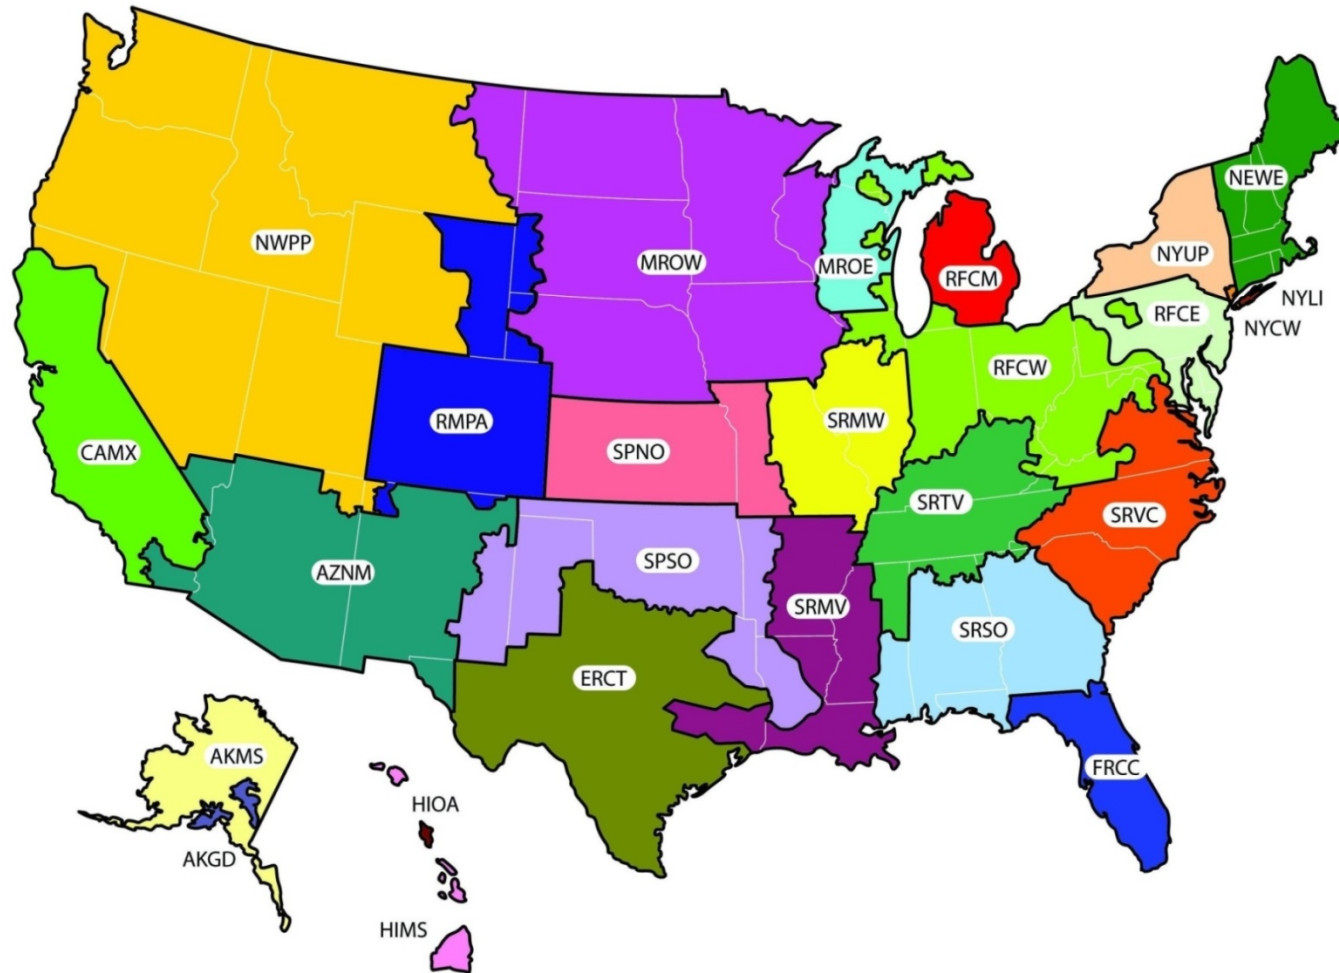 NEWE
NWPP
NYUP
MROW
MROE
RFCM
NYLI
RFCE
NYCW
RFCW
RMPA
SRMW
CAMX
SPNO
SRTV
SRVC
SPSO
AZNM
SRMV
SRSO
ERCT
AKMS
FRCC
HIOA
AKGD
HIMS